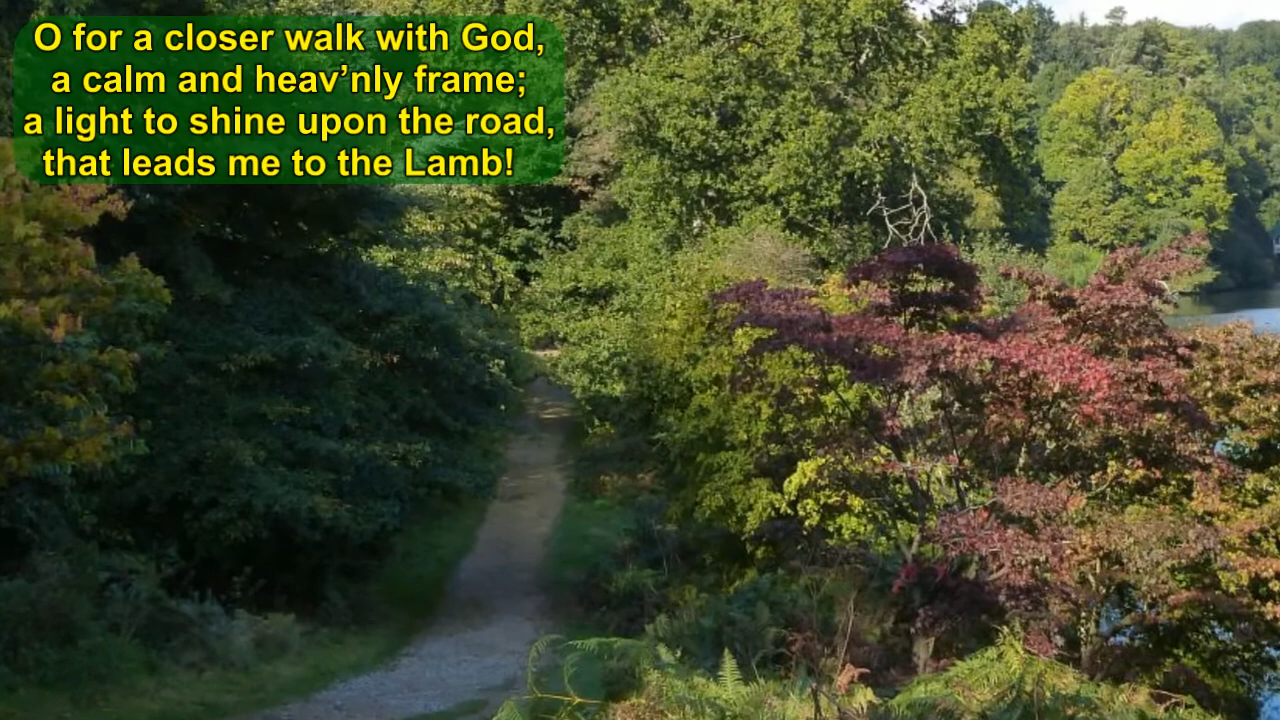 O for a closer walk with God,
a calm and heav’nly frame;
a light to shine upon the road,
that leads me to the Lamb!